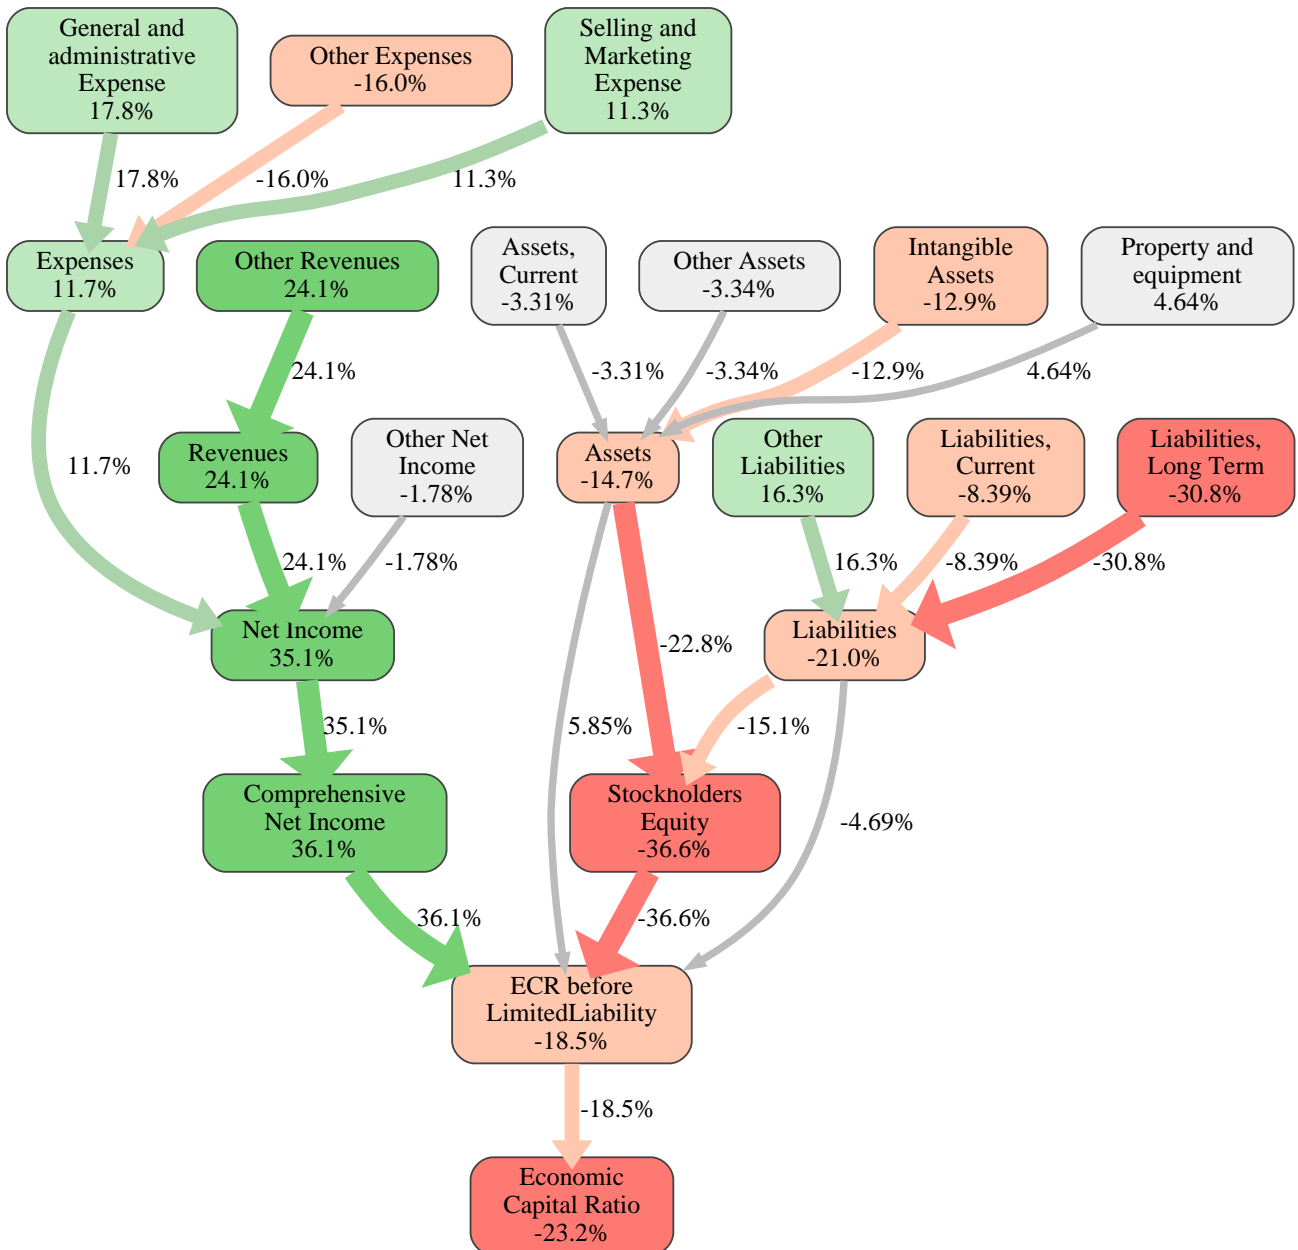 General and
administrative
Expense
17.8%
Other Expenses
-16.0%
Selling and
Marketing
Expense
11.3%
17.8%
-16.0%
11.3%
Expenses
11.7%
Other Revenues
24.1%
Assets,
Current
-3.31%
Other Assets
-3.34%
Intangible
Assets
-12.9%
Property and
equipment
4.64%
24.1%
-3.31%
-3.34%
-12.9%
4.64%
11.7%
Revenues
24.1%
Other Net
Income
-1.78%
Assets
-14.7%
Other
Liabilities
16.3%
Liabilities,
Current
-8.39%
Liabilities,
Long Term
-30.8%
24.1%
-1.78%
16.3%
-8.39%
-30.8%
Net Income
35.1%
-22.8%
Liabilities
-21.0%
35.1%
5.85%
-15.1%
Comprehensive
Net Income
36.1%
Stockholders
Equity
-36.6%
-4.69%
36.1%
-36.6%
ECR before
LimitedLiability
-18.5%
-18.5%
Economic
Capital Ratio
-23.2%